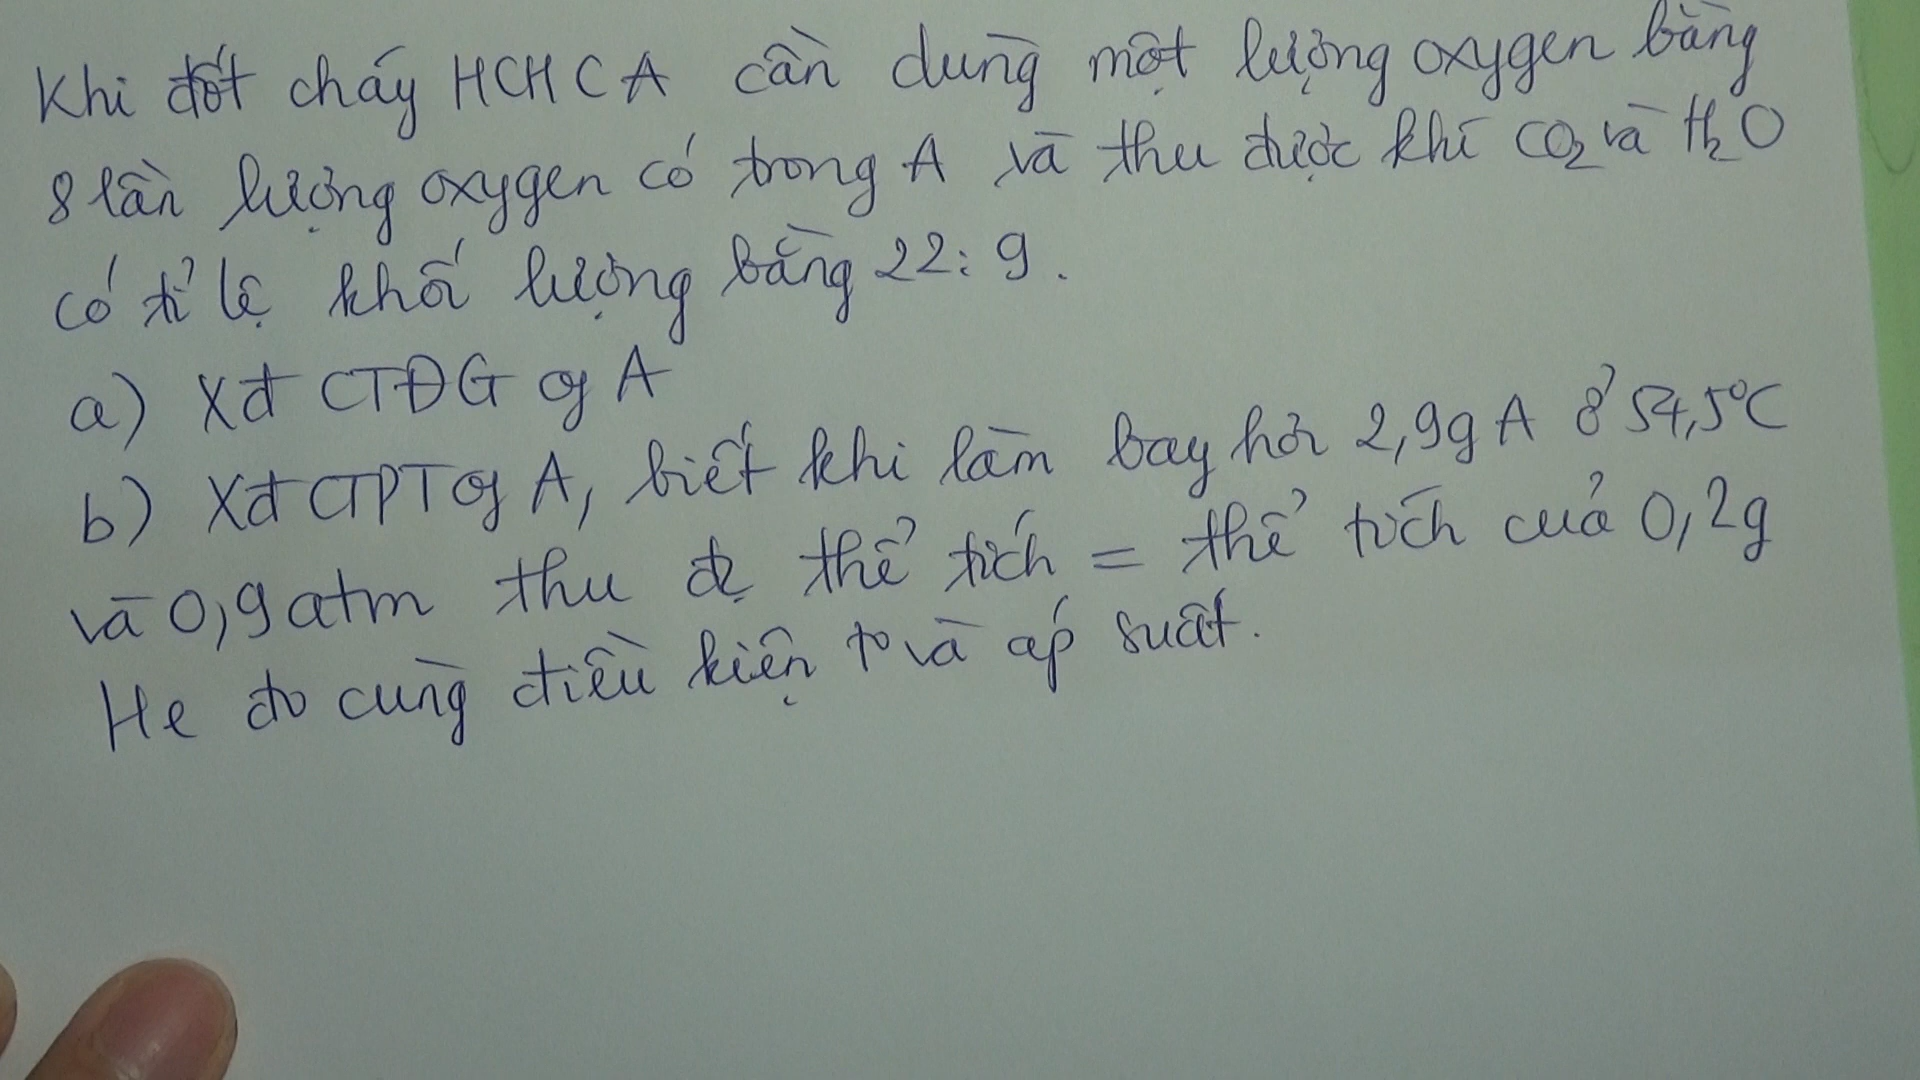 Khi đốt cháy HCHC A cần dùng một lượng oxygen bằng
8 lần lượng oxygen có trong A và thu được khí CO2 và H2O
có tỉ lệ khối lượng bằng 22:9.
a) Xđ CTĐG of A
b) Xđ CTPT of A, biết khi làm bay hơi 2,9g A ở 54,5°C
và 0,9 atm thu đc thể tích = thể tích của 0,2g
He đo cùng điều kiện to và áp suất.